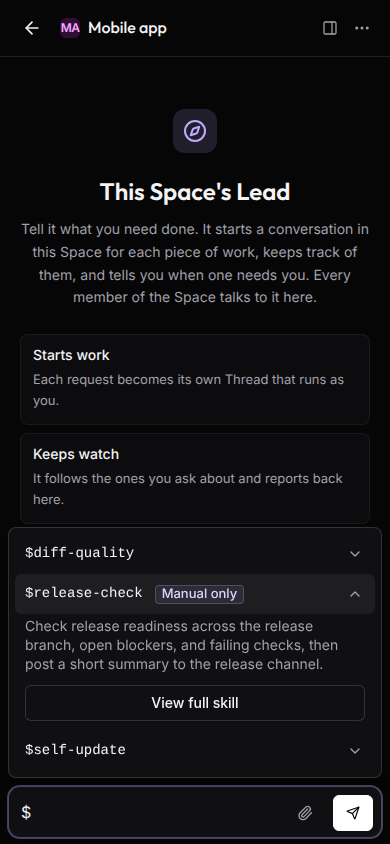 MA Mobile app
This Space's Lead
Tell it what you need done. It starts a conversation in
this Space for each piece of work, keeps track of
them, and tells you when one needs you. Every
member of the Space talks to it here.
Starts work
Each request becomes its own Thread that runs as
you.
Keeps watch
It follows the ones you ask about and reports back
here.
$diff-quality
$release-check Manual only
Check release readiness across the release
branch, open blockers, and failing checks, then
post a short summary to the release channel.
View full skill
$self-update
$